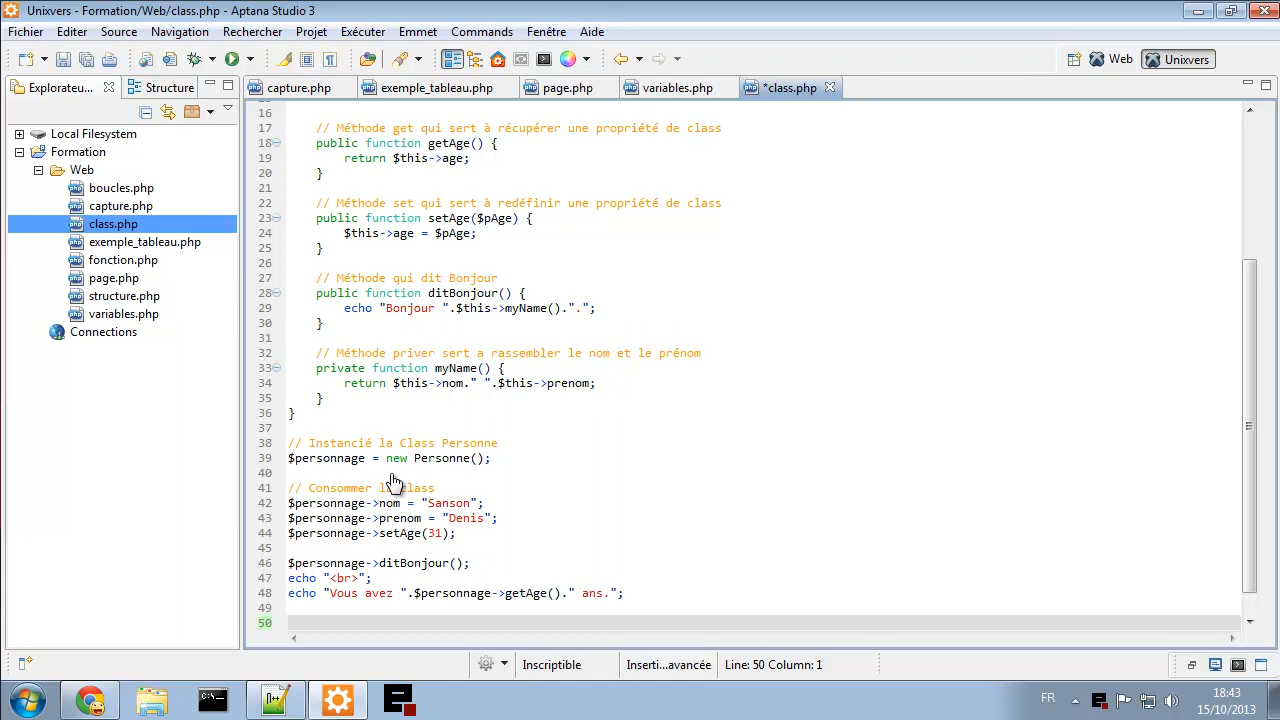 Unixvers - Formation/Web/class.php - Aptana Studio 3
Fichier Editer Source Navigation Rechercher Projet Exécuter Emmet Commands Fenêtre Aide
Web Unixvers
Explorateu... Structure capture.php exemple_tableau.php page.php variables.php *class.php
Local Filesystem
Formation
Web
boucles.php
capture.php
class.php
exemple_tableau.php
fonction.php
page.php
structure.php
variables.php
Connections
16
17 // Méthode get qui sert à récupérer une propriété de class
18 public function getAge() {
19 return $this->age;
20 }
21
22 // Méthode set qui sert à redéfinir une propriété de class
23 public function setAge($pAge) {
24 $this->age = $pAge;
25 }
26
27 // Méthode qui dit Bonjour
28 public function ditBonjour() {
29 echo "Bonjour ".$this->myName().".";
30 }
31
32 // Méthode priver sert a rassembler le nom et le prénom
33 private function myName() {
34 return $this->nom." ".$this->prenom;
35 }
36 }
37
38 // Instancié la Class Personne
39 $personnage = new Personne();
40
41 // Consommer lass
42 $personnage->nom = "Sanson";
43 $personnage->prenom = "Denis";
44 $personnage->setAge(31);
45
46 $personnage->ditBonjour();
47 echo "<br>";
48 echo "Vous avez ".$personnage->getAge()." ans.";
49
50
Inscriptible Inserti...avancée Line: 50 Column: 1
FR 18:43
15/10/2013